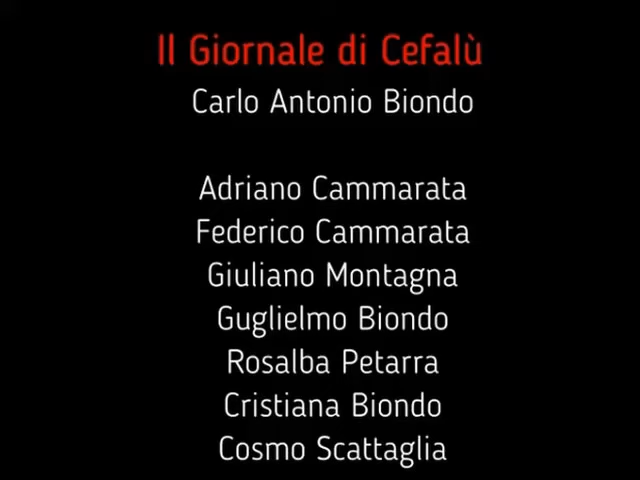 Il Giornale di Cefalù
Carlo Antonio Biondo
Adriano Cammarata
Federico Cammarata
Giuliano Montagna
Guglielmo Biondo
Rosalba Petarra
Cristiana Biondo
Cosmo Scattaglia